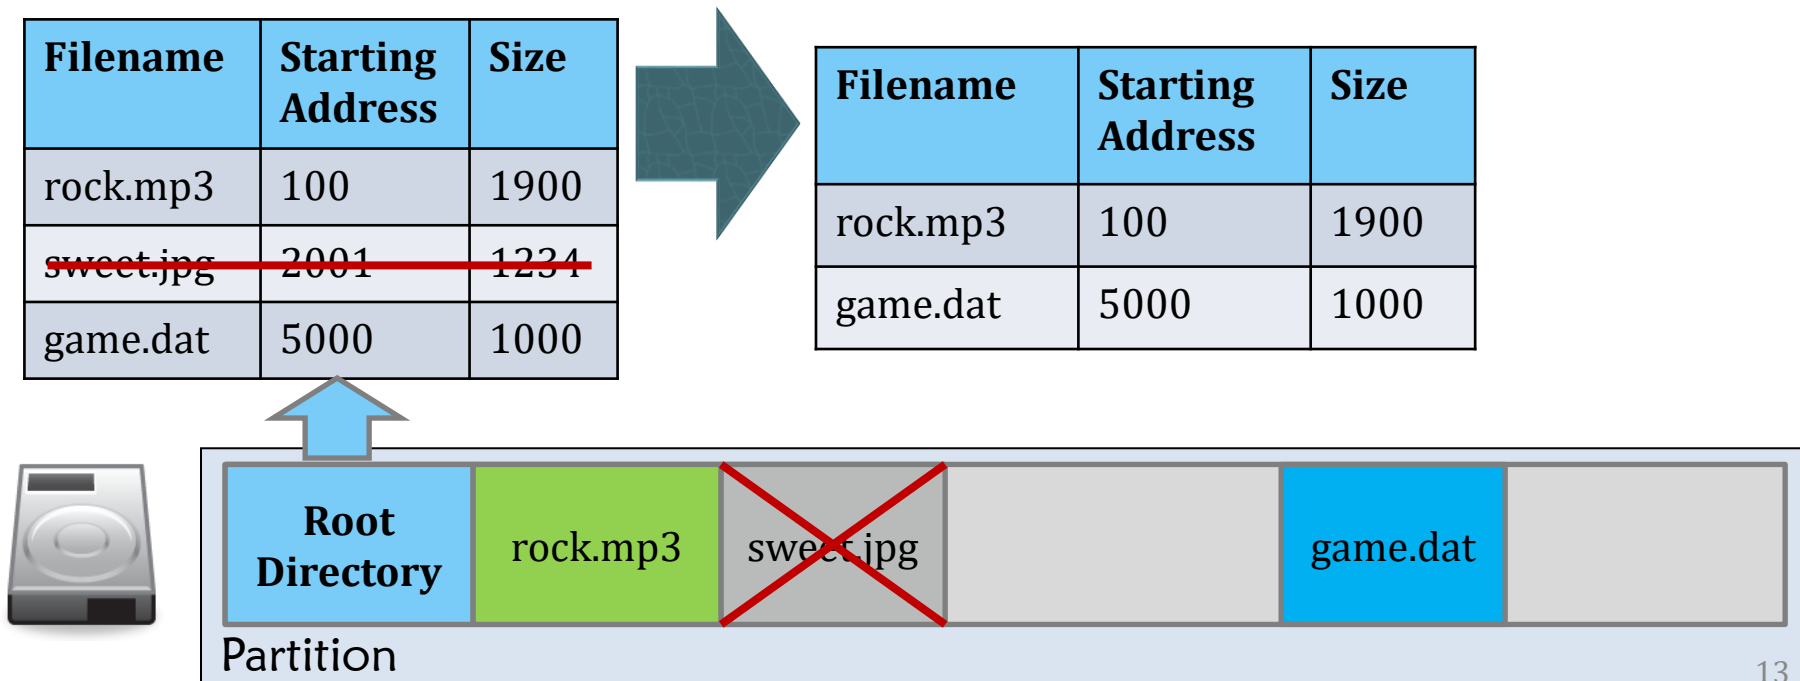 Filename Starting Address Size
rock.mp3 100 1900
sweet.jpg 2001 1234
game.dat 5000 1000
Filename Starting Address Size
rock.mp3 100 1900
game.dat 5000 1000
Root
Directory
rock.mp3
sweet.jpg
game.dat
Partition
13